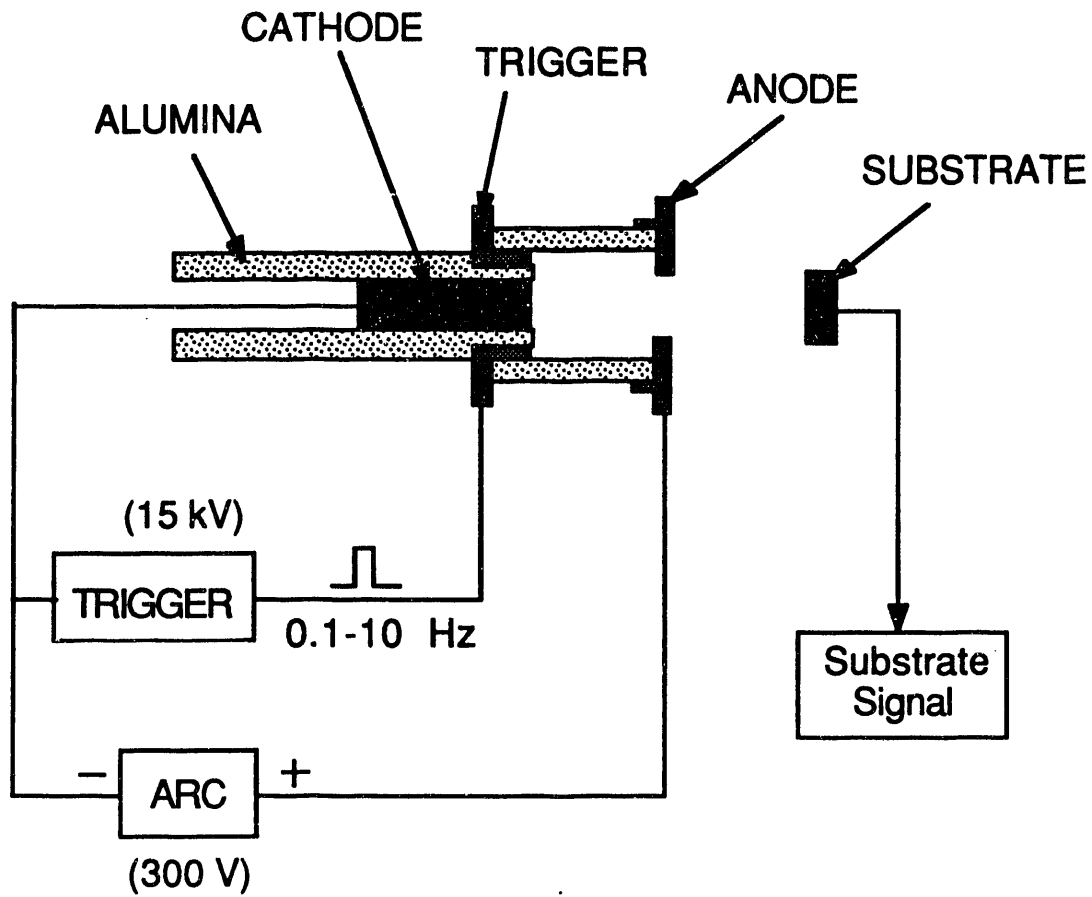 CATHODE
TRIGGER
ANODE
ALUMINA
SUBSTRATE
(15 kV)
TRIGGER
0.1-10 Hz
Substrate
Signal
− ARC +
(300 V)